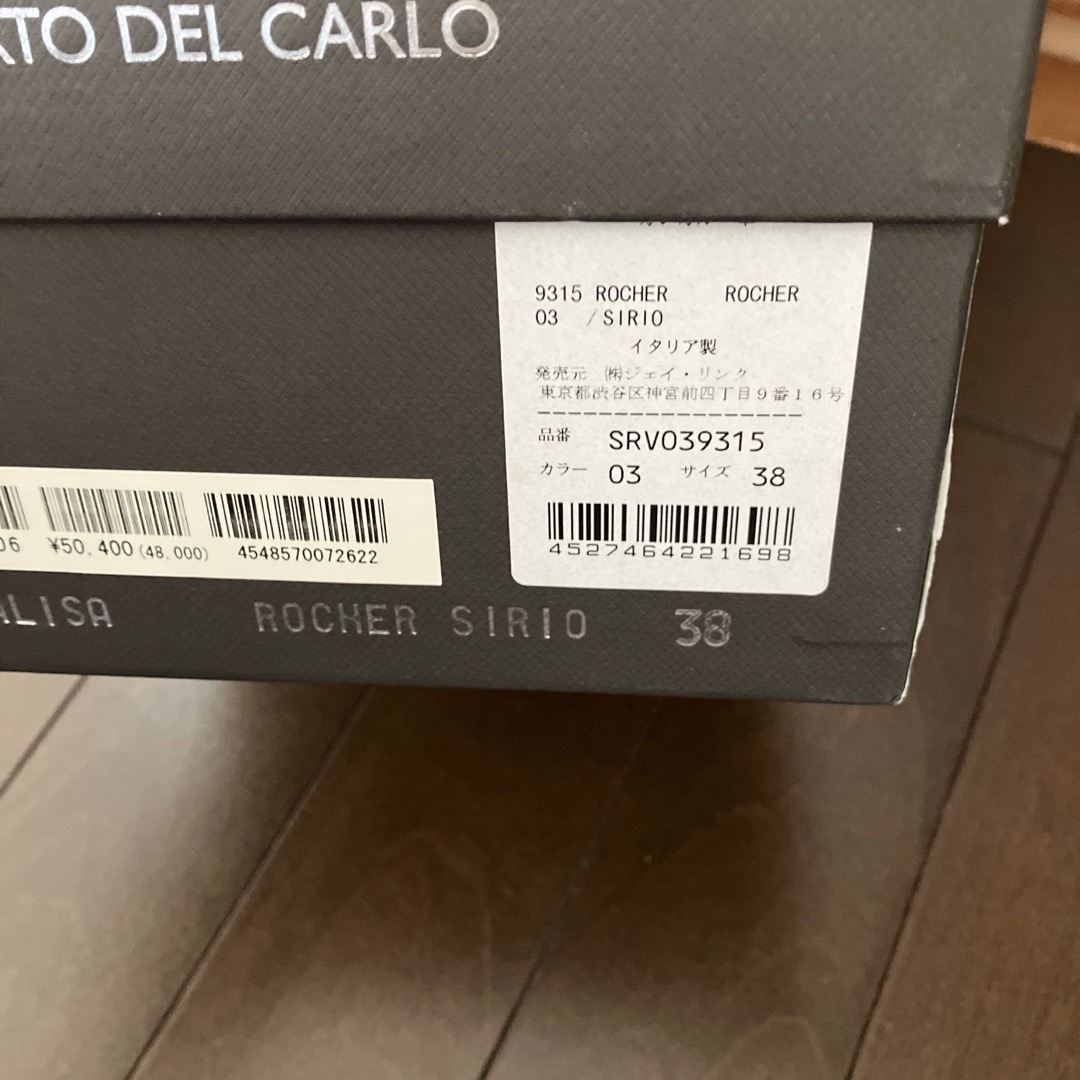 TO DEL CARLO
9315 ROCHER ROCHER
03 /SIRIO
イタリア製
発売元 ㈱ジェイ・リンク
東京都渋谷区神宮前四丁目9番16号
品番 SRV039315
カラー 03 サイズ 38
4527464221698
06 ¥50,400 (48,000) 4548570072622
ALISA ROCHER SIRIO 38